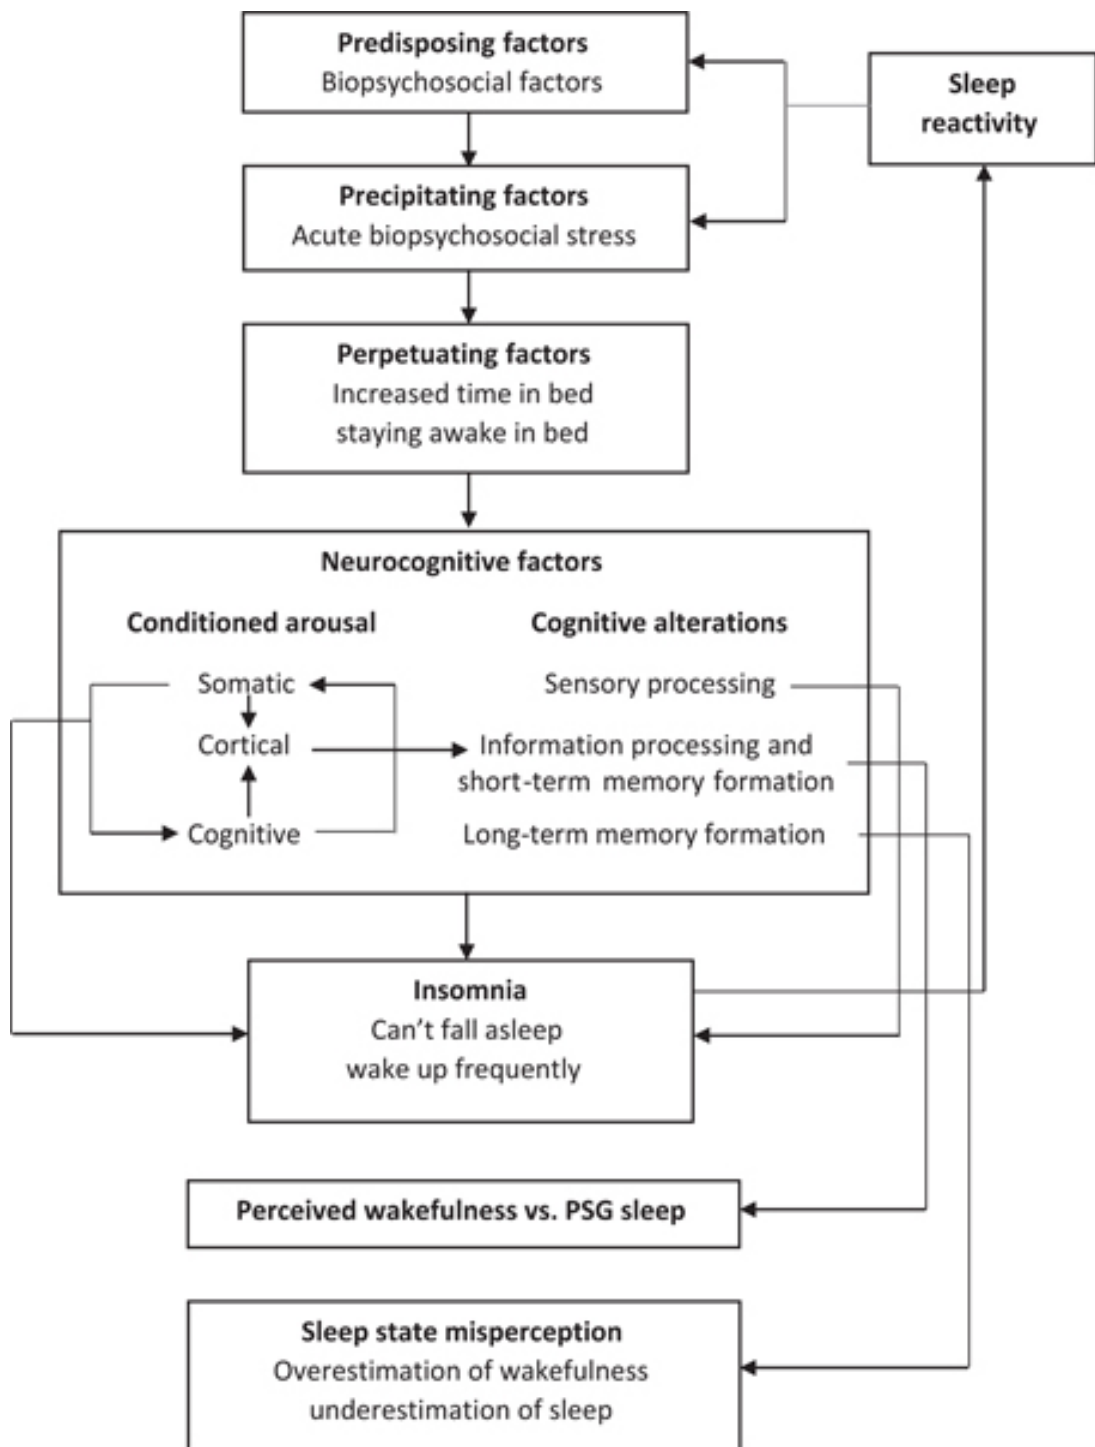 Predisposing factors
Biopsychosocial factors
Sleep
reactivity
Precipitating factors
Acute biopsychosocial stress
Perpetuating factors
Increased time in bed
staying awake in bed
Neurocognitive factors
Conditioned arousal
Cognitive alterations
Somatic
Sensory processing
Cortical
Information processing and
short-term memory formation
Cognitive
Long-term memory formation
Insomnia
Can't fall asleep
wake up frequently
Perceived wakefulness vs. PSG sleep
Sleep state misperception
Overestimation of wakefulness
underestimation of sleep